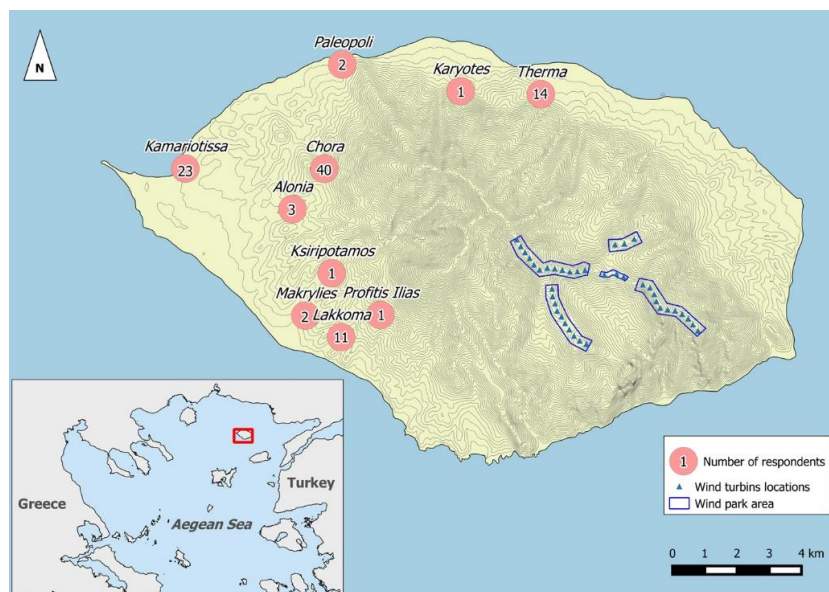 N
Paleopoli
2
Karyotes
1
Therma
14
Kamariotissa
23
Chora
40
Alonia
3
Ksiripotamos
1
Makrylies
2
Profitis Ilias
1
Lakkoma
11
Greece
Turkey
Aegean Sea
1 Number of respondents
Wind turbins locations
Wind park area
0 1 2 3 4 km